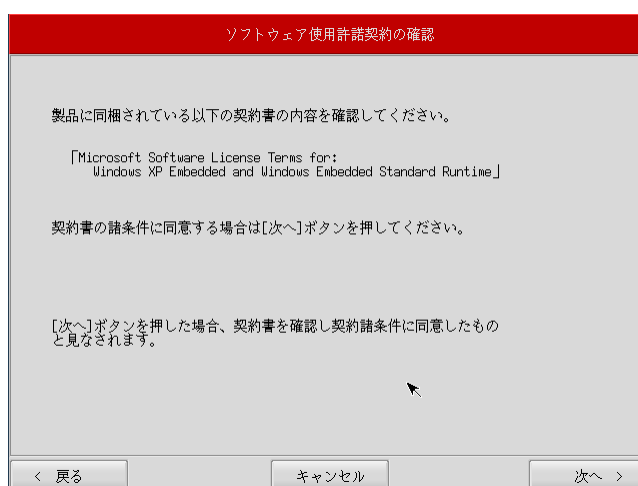 ソフトウェア使用許諾契約の確認
製品に同梱されている以下の契約書の内容を確認してください。
「Microsoft Software License Terms for:
Windows XP Embedded and Windows Embedded Standard Runtime」
契約書の諸条件に同意する場合は[次へ]ボタンを押してください。
[次へ]ボタンを押した場合、契約書を確認し契約諸条件に同意したもの
と見なされます。
< 戻る
キャンセル
次へ >